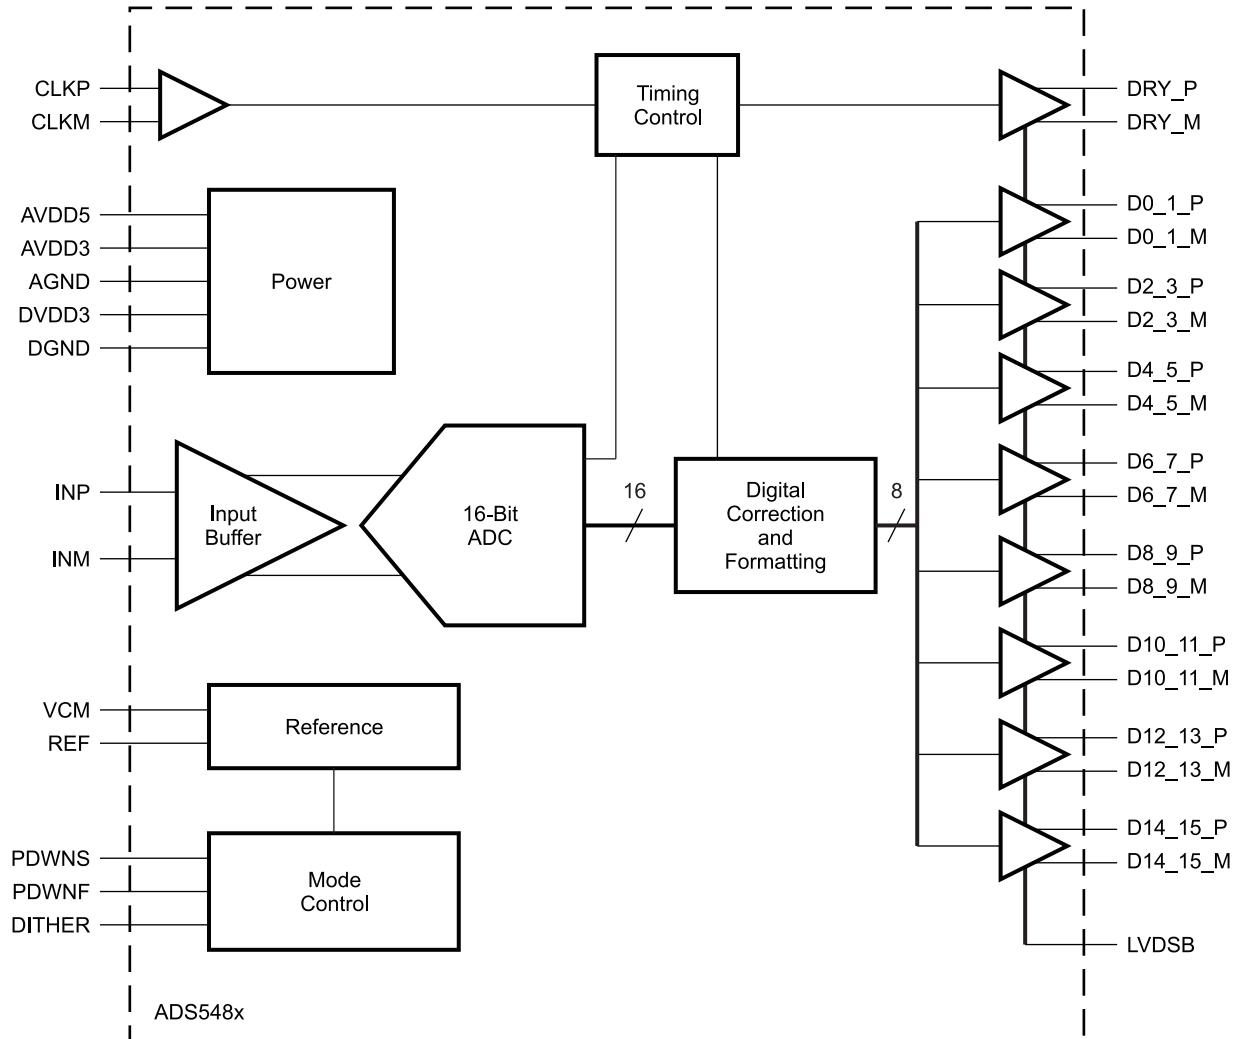 CLKP
CLKM
Timing
Control
DRY_P
DRY_M
AVDD5
AVDD3
AGND
DVDD3
DGND
Power
D0_1_P
D0_1_M
D2_3_P
D2_3_M
D4_5_P
D4_5_M
INP
INM
Input
Buffer
16-Bit
ADC
16
Digital
Correction
and
Formatting
8
D6_7_P
D6_7_M
D8_9_P
D8_9_M
D10_11_P
D10_11_M
VCM
REF
Reference
D12_13_P
D12_13_M
D14_15_P
D14_15_M
PDWNS
PDWNF
DITHER
Mode
Control
LVDSB
ADS548x